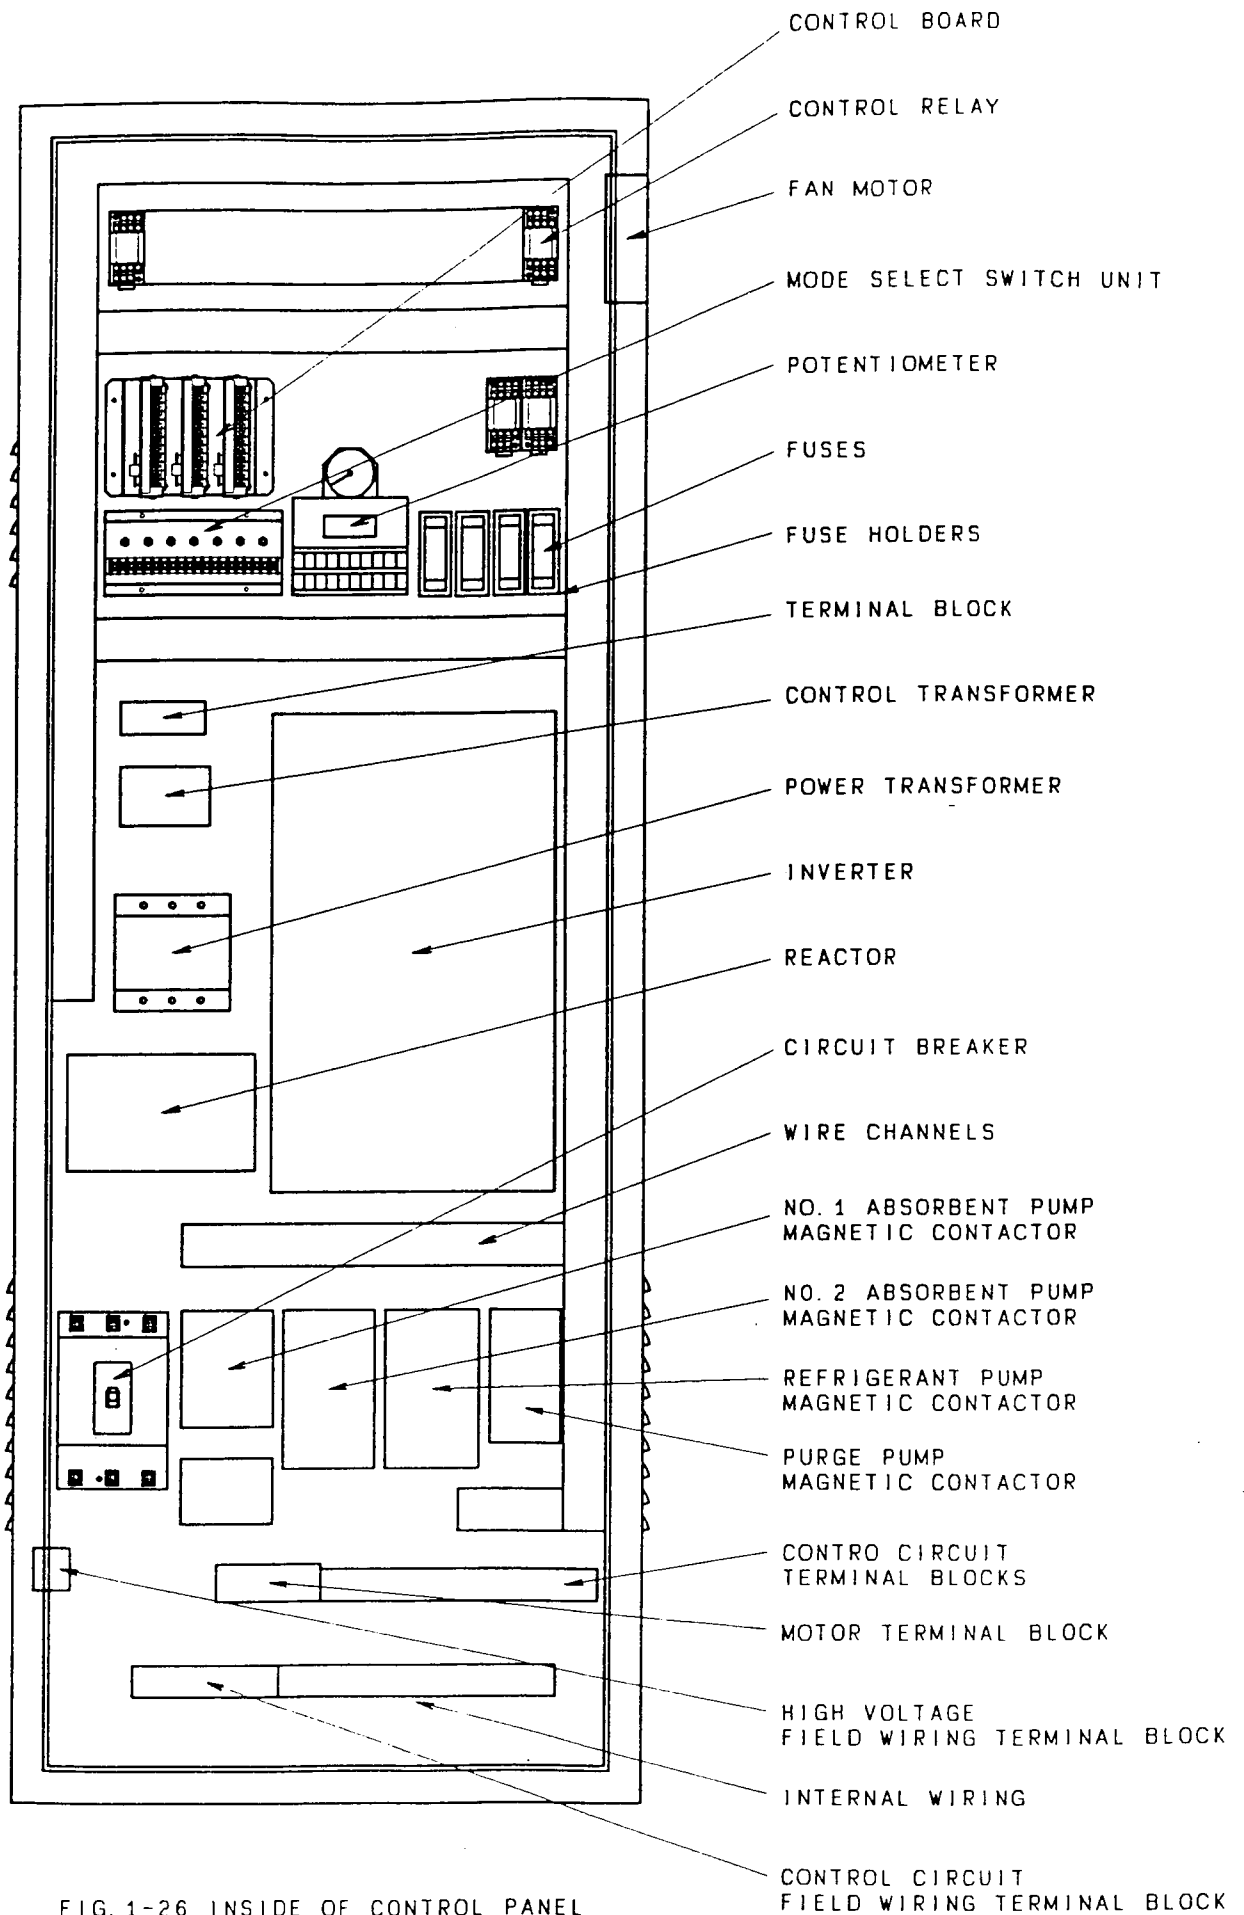 CONTROL BOARD
CONTROL RELAY
FAN MOTOR
MODE SELECT SWITCH UNIT
POTENTIOMETER
FUSES
FUSE HOLDERS
TERMINAL BLOCK
CONTROL TRANSFORMER
POWER TRANSFORMER
INVERTER
REACTOR
CIRCUIT BREAKER
WIRE CHANNELS
NO. 1 ABSORBENT PUMP
MAGNETIC CONTACTOR
NO. 2 ABSORBENT PUMP
MAGNETIC CONTACTOR
REFRIGERANT PUMP
MAGNETIC CONTACTOR
PURGE PUMP
MAGNETIC CONTACTOR
CONTRO CIRCUIT
TERMINAL BLOCKS
MOTOR TERMINAL BLOCK
HIGH VOLTAGE
FIELD WIRING TERMINAL BLOCK
INTERNAL WIRING
CONTROL CIRCUIT
FIELD WIRING TERMINAL BLOCK
FIG. 1-26 INSIDE OF CONTROL PANEL